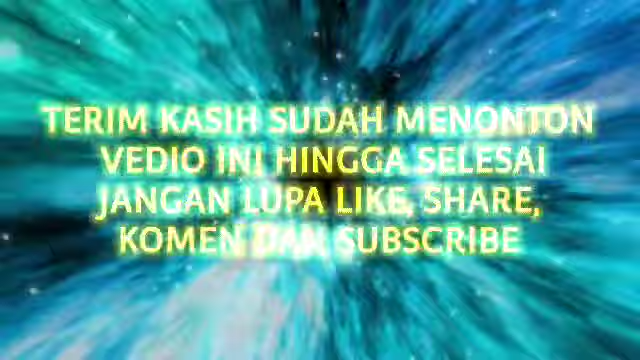 TERIM KASIH SUDAH MENONTON
VEDIO INI HINGGA SELESAI
JANGAN LUPA LIKE, SHARE,
KOMEN DAN SUBSCRIBE